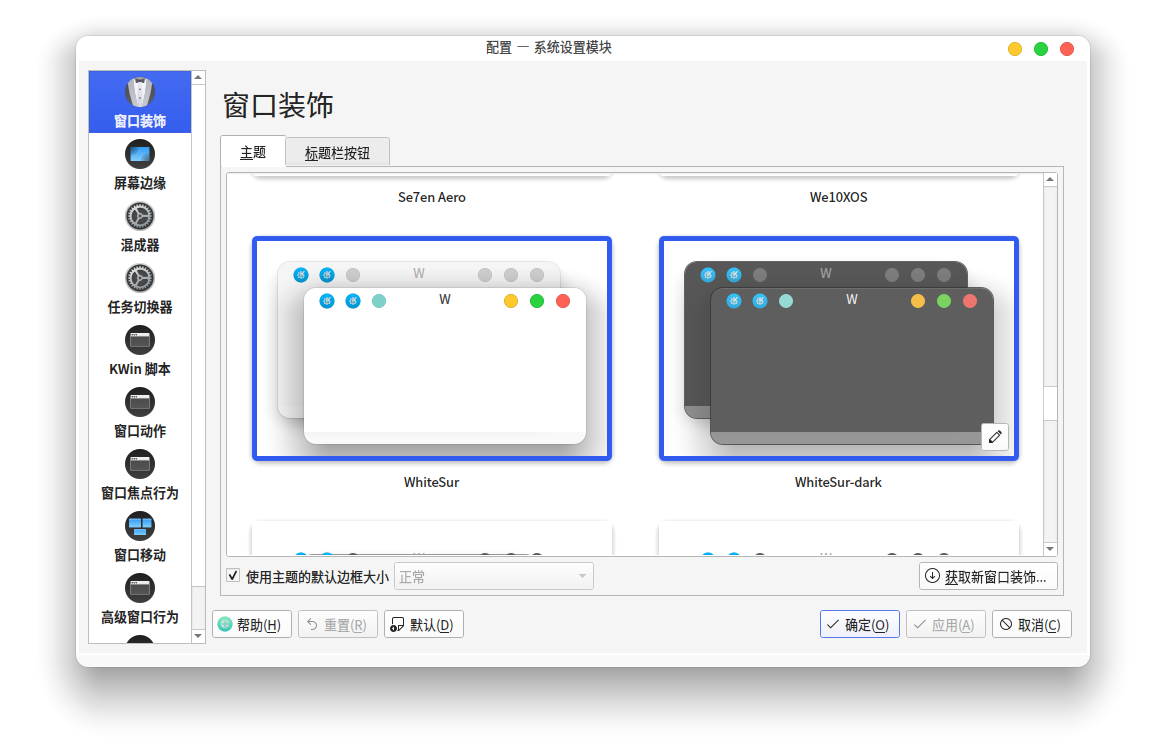 配置 — 系统设置模块
窗口装饰
屏幕边缘
混成器
任务切换器
KWin 脚本
窗口动作
窗口焦点行为
窗口移动
高级窗口行为
窗口装饰
主题
标题栏按钮
Se7en Aero
We10XOS
W
W
W
W
WhiteSur
WhiteSur-dark
使用主题的默认边框大小
正常
获取新窗口装饰...
帮助(H)
重置(R)
默认(D)
确定(O)
应用(A)
取消(C)